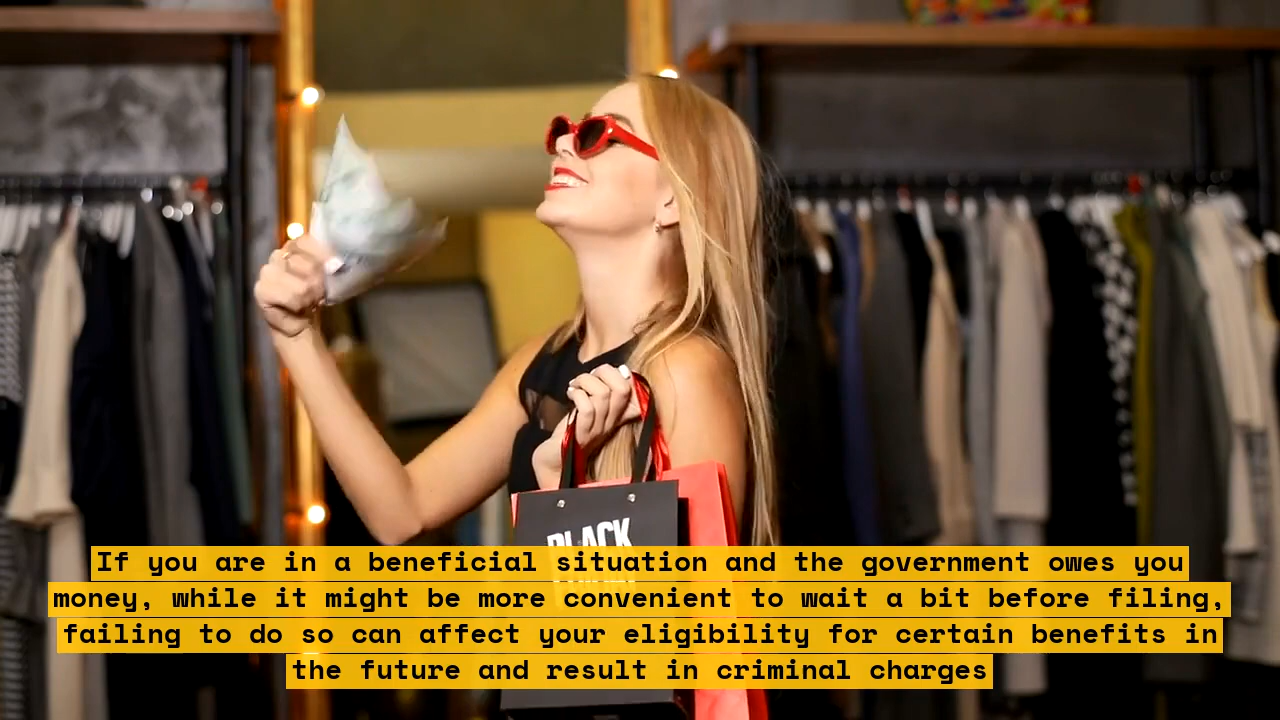 BLACK
If you are in a beneficial situation and the government owes you
money, while it might be more convenient to wait a bit before filing,
failing to do so can affect your eligibility for certain benefits in
the future and result in criminal charges